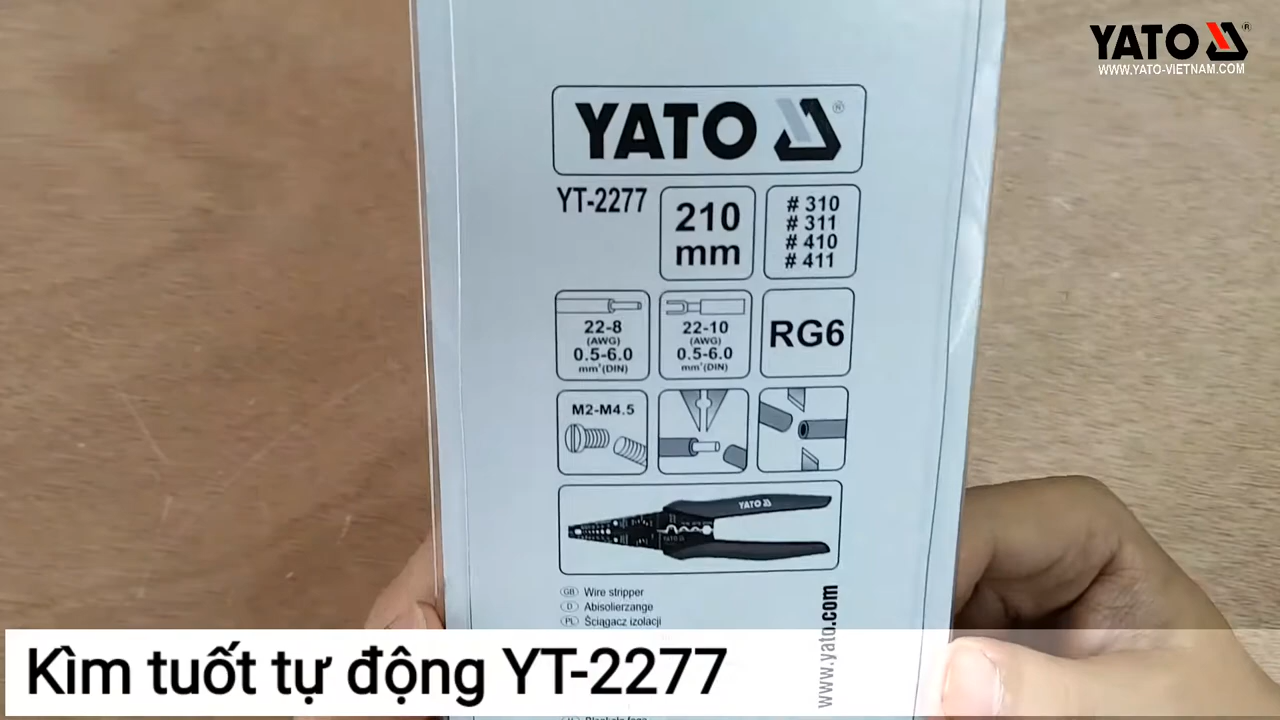 YATO
WWW.YATO-VIETNAM.COM
YATO
YT-2277
210
mm
# 310
# 311
# 410
# 411
22-8
(AWG)
0.5-6.0
mm²(DIN)
22-10
(AWG)
0.5-6.0
mm²(DIN)
RG6
M2-M4.5
YATO
GB Wire stripper
D Abisolierzange
PL Ściągacz izolacji
www.yato.com
Kìm tuốt tự động YT-2277